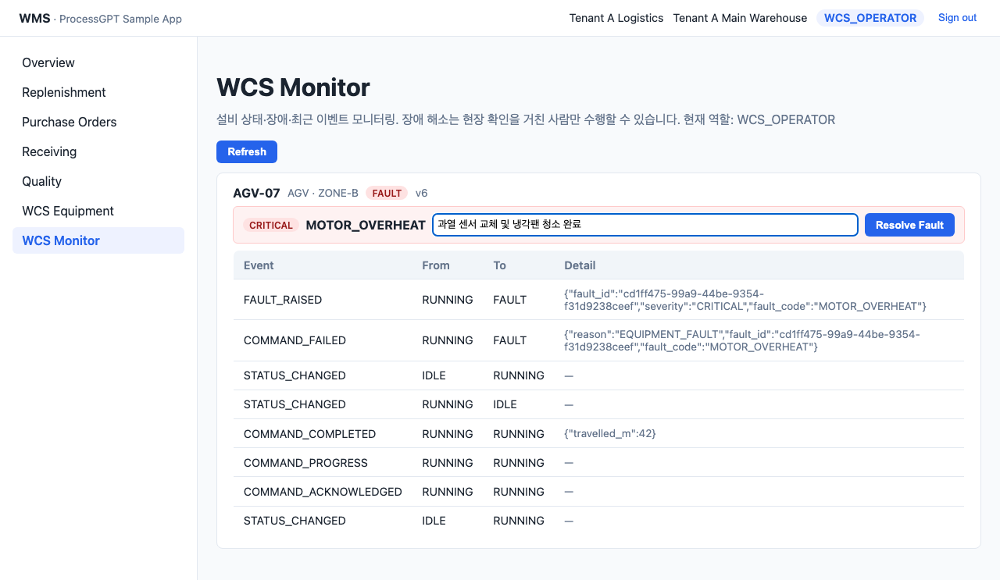 WMS · ProcessGPT Sample App
Tenant A Logistics Tenant A Main Warehouse WCS_OPERATOR Sign out
Overview
Replenishment
Purchase Orders
Receiving
Quality
WCS Equipment
WCS Monitor
WCS Monitor
설비 상태·장애·최근 이벤트 모니터링. 장애 해소는 현장 확인을 거친 사람만 수행할 수 있습니다. 현재 역할: WCS_OPERATOR
Refresh
AGV-07 AGV · ZONE-B FAULT v6
CRITICAL MOTOR_OVERHEAT 과열 센서 교체 및 냉각팬 청소 완료 Resolve Fault
Event From To Detail
FAULT_RAISED RUNNING FAULT {"fault_id":"cd1ff475-99a9-44be-9354-
f31d9238ceef","severity":"CRITICAL","fault_code":"MOTOR_OVERHEAT"}
COMMAND_FAILED RUNNING FAULT {"reason":"EQUIPMENT_FAULT","fault_id":"cd1ff475-99a9-44be-9354-
f31d9238ceef","fault_code":"MOTOR_OVERHEAT"}
STATUS_CHANGED IDLE RUNNING —
STATUS_CHANGED RUNNING IDLE —
COMMAND_COMPLETED RUNNING RUNNING {"travelled_m":42}
COMMAND_PROGRESS RUNNING RUNNING —
COMMAND_ACKNOWLEDGED RUNNING RUNNING —
STATUS_CHANGED IDLE RUNNING —